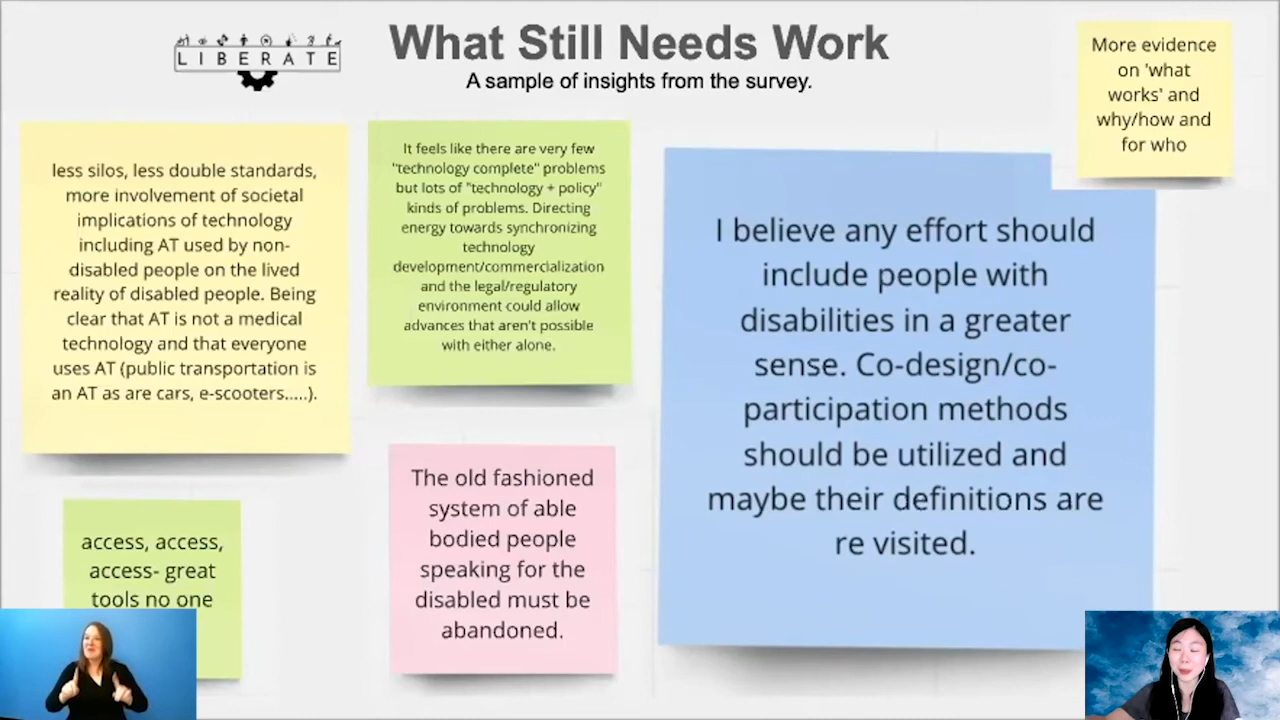 LIBERATE
What Still Needs Work
A sample of insights from the survey.
More evidence
on 'what
works' and
why/how and
for who
less silos, less double standards,
more involvement of societal
implications of technology
including AT used by non-
disabled people on the lived
reality of disabled people. Being
clear that AT is not a medical
technology and that everyone
uses AT (public transportation is
an AT as are cars, e-scooters.....).
It feels like there are very few
"technology complete" problems
but lots of "technology + policy"
kinds of problems. Directing
energy towards synchronizing
technology
development/commercialization
and the legal/regulatory
environment could allow
advances that aren't possible
with either alone.
I believe any effort should
include people with
disabilities in a greater
sense. Co-design/co-
participation methods
should be utilized and
maybe their definitions are
re visited.
access, access,
access- great
tools no one
The old fashioned
system of able
bodied people
speaking for the
disabled must be
abandoned.